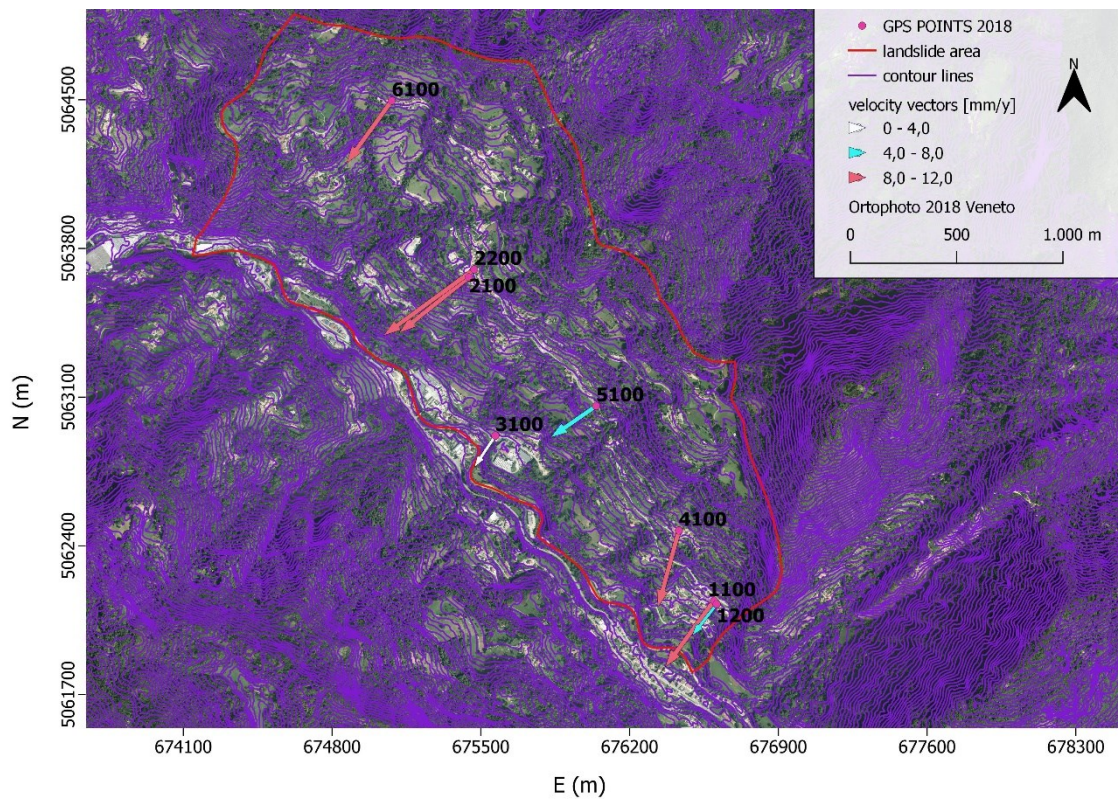 GPS POINTS 2018
landslide area
contour lines
velocity vectors [mm/y]
0 - 4,0
4,0 - 8,0
8,0 - 12,0
Ortophoto 2018 Veneto
0 500 1.000 m
N
6100
2200
2100
5100
3100
4100
1100
1200
N (m)
5064500
5063800
5063100
5062400
5061700
674100 674800 675500 676200 676900 677600 678300
E (m)